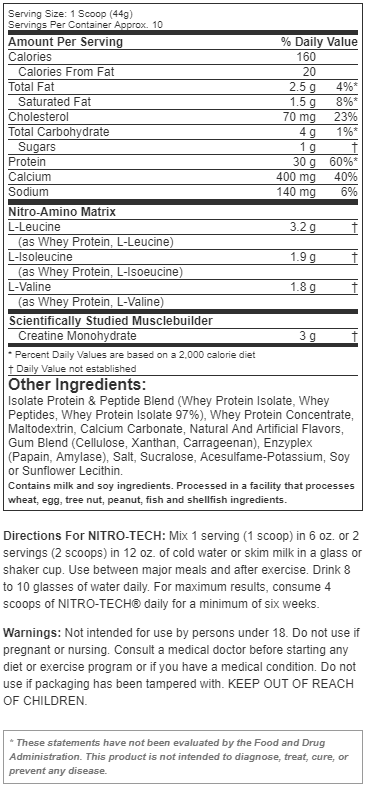 Serving Size: 1 Scoop (44g)
Servings Per Container Approx. 10
Amount Per Serving % Daily Value
Calories 160
Calories From Fat 20
Total Fat 2.5 g 4%*
Saturated Fat 1.5 g 8%*
Cholesterol 70 mg 23%
Total Carbohydrate 4 g 1%*
Sugars 1 g †
Protein 30 g 60%*
Calcium 400 mg 40%
Sodium 140 mg 6%
Nitro-Amino Matrix
L-Leucine 3.2 g †
(as Whey Protein, L-Leucine)
L-Isoleucine 1.9 g †
(as Whey Protein, L-Isoeucine)
L-Valine 1.8 g †
(as Whey Protein, L-Valine)
Scientifically Studied Musclebuilder
Creatine Monohydrate 3 g †
* Percent Daily Values are based on a 2,000 calorie diet
† Daily Value not established
Other Ingredients:
Isolate Protein & Peptide Blend (Whey Protein Isolate, Whey
Peptides, Whey Protein Isolate 97%), Whey Protein Concentrate,
Maltodextrin, Calcium Carbonate, Natural And Artificial Flavors,
Gum Blend (Cellulose, Xanthan, Carrageenan), Enzyplex
(Papain, Amylase), Salt, Sucralose, Acesulfame-Potassium, Soy
or Sunflower Lecithin.
Contains milk and soy ingredients. Processed in a facility that processes
wheat, egg, tree nut, peanut, fish and shellfish ingredients.
Directions For NITRO-TECH: Mix 1 serving (1 scoop) in 6 oz. or 2
servings (2 scoops) in 12 oz. of cold water or skim milk in a glass or
shaker cup. Use between major meals and after exercise. Drink 8
to 10 glasses of water daily. For maximum results, consume 4
scoops of NITRO-TECH® daily for a minimum of six weeks.
Warnings: Not intended for use by persons under 18. Do not use if
pregnant or nursing. Consult a medical doctor before starting any
diet or exercise program or if you have a medical condition. Do not
use if packaging has been tampered with. KEEP OUT OF REACH
OF CHILDREN.
* These statements have not been evaluated by the Food and Drug
Administration. This product is not intended to diagnose, treat, cure, or
prevent any disease.